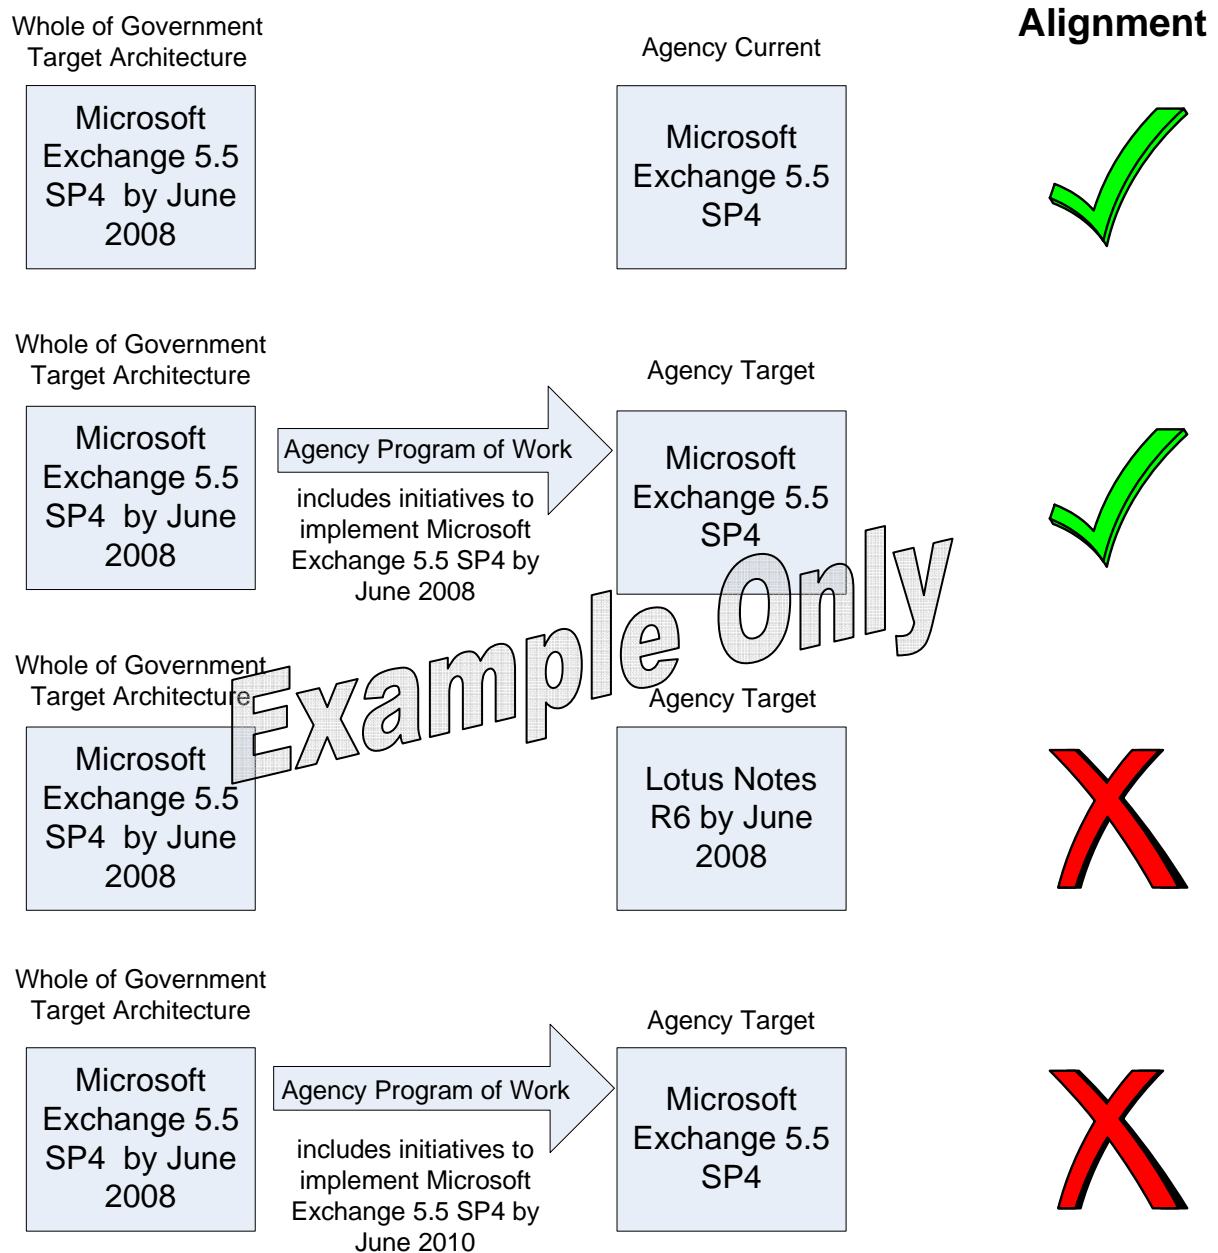 Whole of Government
Target Architecture
Agency Current
Alignment
Microsoft
Exchange 5.5
SP4 by June
2008
Microsoft
Exchange 5.5
SP4
Whole of Government
Target Architecture
Agency Target
Microsoft
Exchange 5.5
SP4 by June
2008
Agency Program of Work
includes initiatives to
implement Microsoft
Exchange 5.5 SP4 by
June 2008
Microsoft
Exchange 5.5
SP4
Example Only
Whole of Government
Target Architecture
Agency Target
Microsoft
Exchange 5.5
SP4 by June
2008
Lotus Notes
R6 by June
2008
Whole of Government
Target Architecture
Agency Target
Microsoft
Exchange 5.5
SP4 by June
2008
Agency Program of Work
includes initiatives to
implement Microsoft
Exchange 5.5 SP4 by
June 2010
Microsoft
Exchange 5.5
SP4